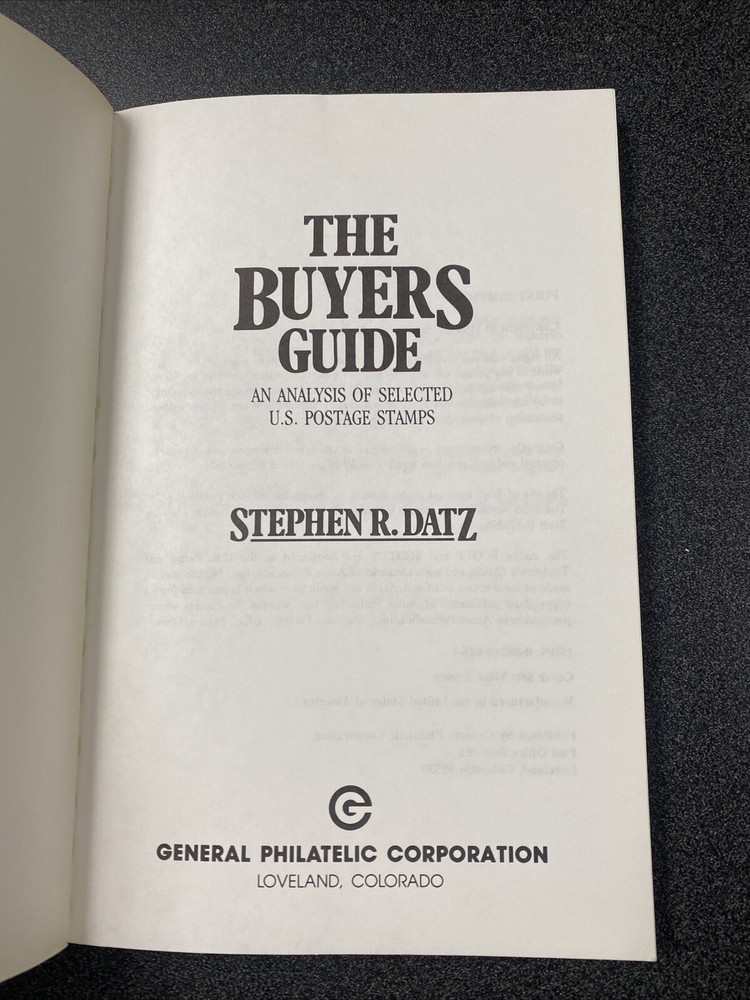 THE
BUYERS
GUIDE
AN ANALYSIS OF SELECTED
U.S. POSTAGE STAMPS
STEPHEN R. DATZ
G
GENERAL PHILATELIC CORPORATION
LOVELAND, COLORADO